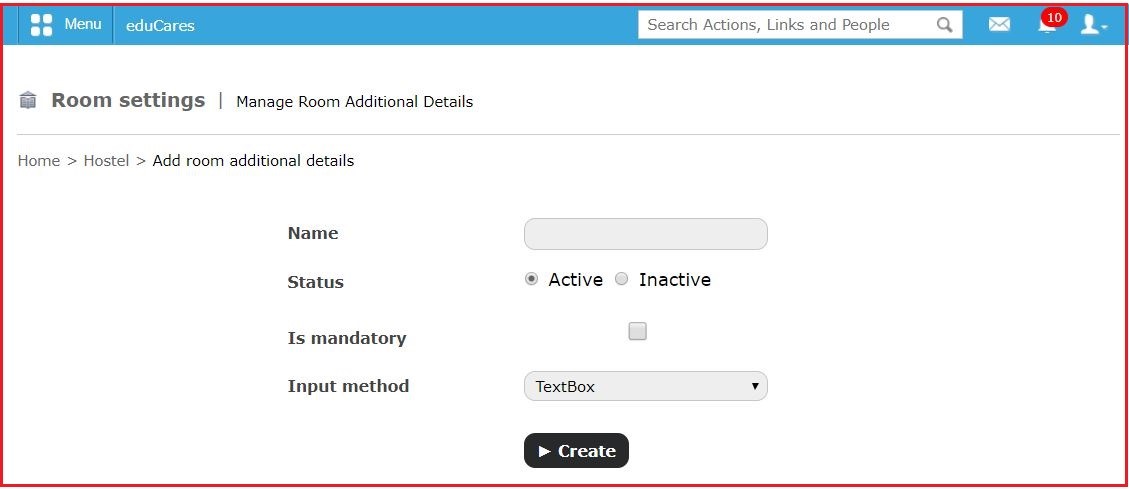 Menu eduCares Search Actions, Links and People 10
Room settings | Manage Room Additional Details
Home > Hostel > Add room additional details
Name
Status Active Inactive
Is mandatory
Input method TextBox
Create